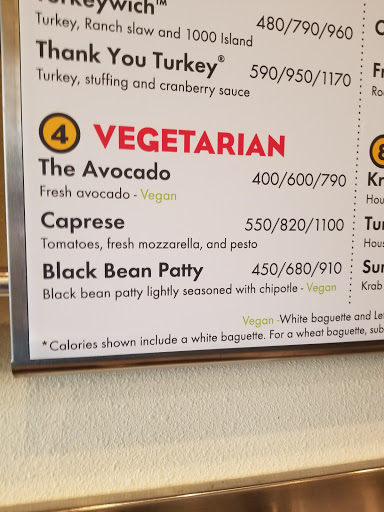 480/790/960
Turkey, Ranch slaw and 1000 Island
Thank You Turkey® 590/950/1170
Turkey, stuffing and cranberry sauce
4 VEGETARIAN
The Avocado 400/600/790
Fresh avocado - Vegan
Caprese 550/820/1100
Tomatoes, fresh mozzarella, and pesto
Black Bean Patty 450/680/910
Black bean patty lightly seasoned with chipotle - Vegan
Vegan -White baguette and
*Calories shown include a white baguette. For a wheat baguette,
Krab